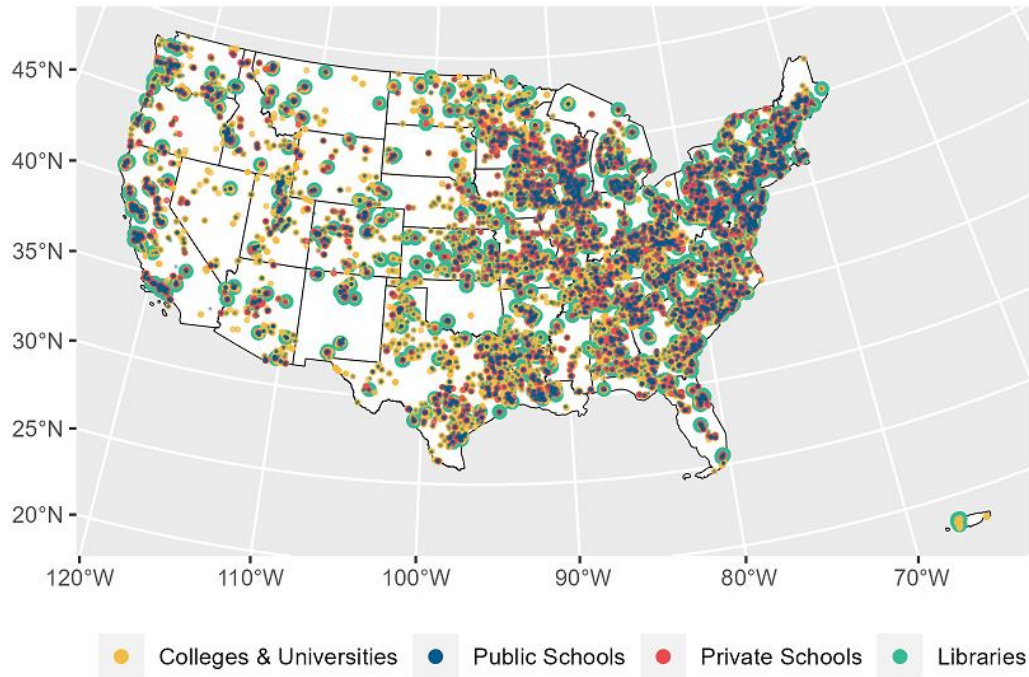 45°N
40°N
35°N
30°N
25°N
20°N
120°W 110°W 100°W 90°W 80°W 70°W
Colleges & Universities Public Schools Private Schools Libraries